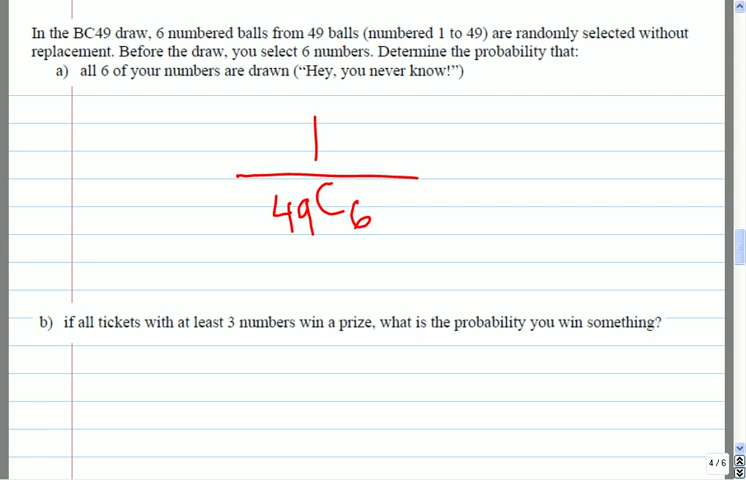 In the BC49 draw, 6 numbered balls from 49 balls (numbered 1 to 49) are randomly selected without
replacement. Before the draw, you select 6 numbers. Determine the probability that:
a) all 6 of your numbers are drawn (“Hey, you never know!”)
1
49C6
b) if all tickets with at least 3 numbers win a prize, what is the probability you win something?
4 / 6